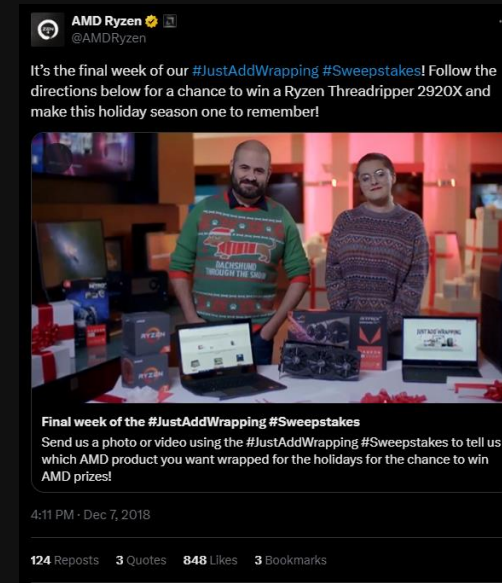 AMD Ryzen
@AMDRyzen
It's the final week of our #JustAddWrapping #Sweepstakes! Follow the
directions below for a chance to win a Ryzen Threadripper 2920X and
make this holiday season one to remember!
DACHSHUND
THROUGH THE SNOW
RYZEN
RYZEN
JUST ADD WRAPPING
Final week of the #JustAddWrapping #Sweepstakes
Send us a photo or video using the #JustAddWrapping #Sweepstakes to tell us
which AMD product you want wrapped for the holidays for the chance to win
AMD prizes!
4:11 PM · Dec 7, 2018
124 Reposts 3 Quotes 848 Likes 3 Bookmarks